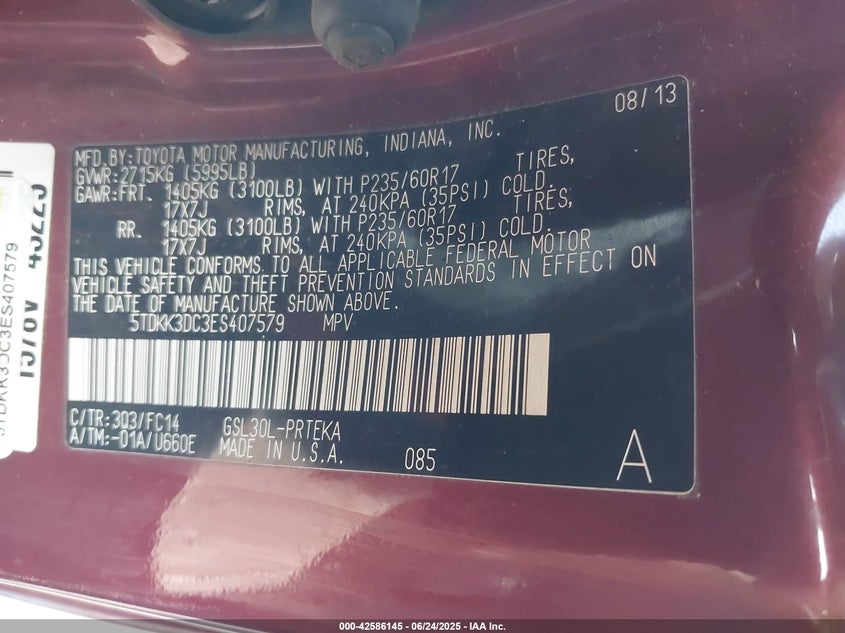 08/13
MFD. BY: TOYOTA MOTOR MANUFACTURING, INDIANA, INC.
GVWR: 2715KG (5995LB)
GAWR: FRT. 1405KG (3100LB) WITH P235/60R17 TIRES,
17X7J RIMS, AT 240KPA (35PSI) COLD.
RR. 1405KG (3100LB) WITH P235/60R17 TIRES,
17X7J RIMS, AT 240KPA (35PSI) COLD.
THIS VEHICLE CONFORMS TO ALL APPLICABLE FEDERAL MOTOR
VEHICLE SAFETY AND THEFT PREVENTION STANDARDS IN EFFECT ON
THE DATE OF MANUFACTURE SHOWN ABOVE.
5TDKK3DC3ES407579 MPV
C/TR: 3Q3/FC14 GSL30L-PRTEKA
A/TM: -01A/U660E MADE IN U.S.A. 085 A
5TDKK3DC3ES407579
000-42586145 - 06/24/2025 - IAA Inc.